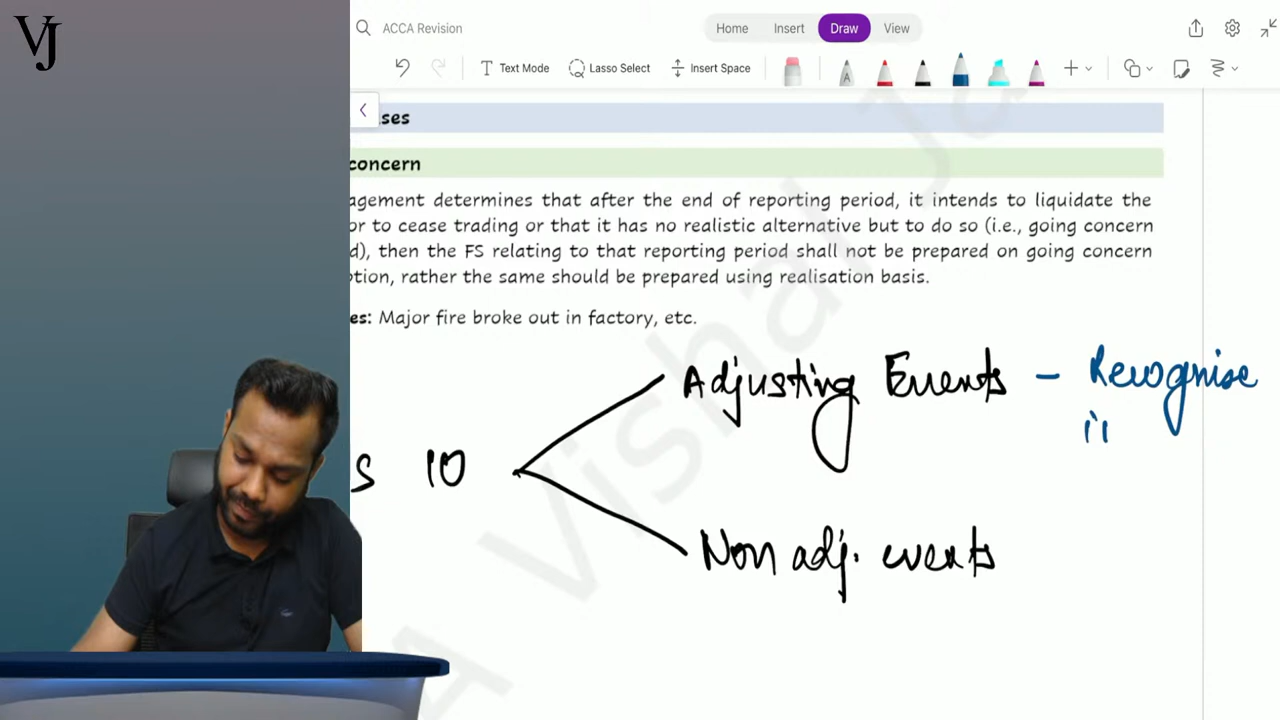 VJ
ACCA Revision
Home Insert Draw View
Text Mode Lasso Select Insert Space
ses
concern
agement determines that after the end of reporting period, it intends to liquidate the
or to cease trading or that it has no realistic alternative but to do so (i.e., going concern
d), then the FS relating to that reporting period shall not be prepared on going concern
ption, rather the same should be prepared using realisation basis.
es: Major fire broke out in factory, etc.
Adjusting Events – Recognise
S 10
Non adj. events